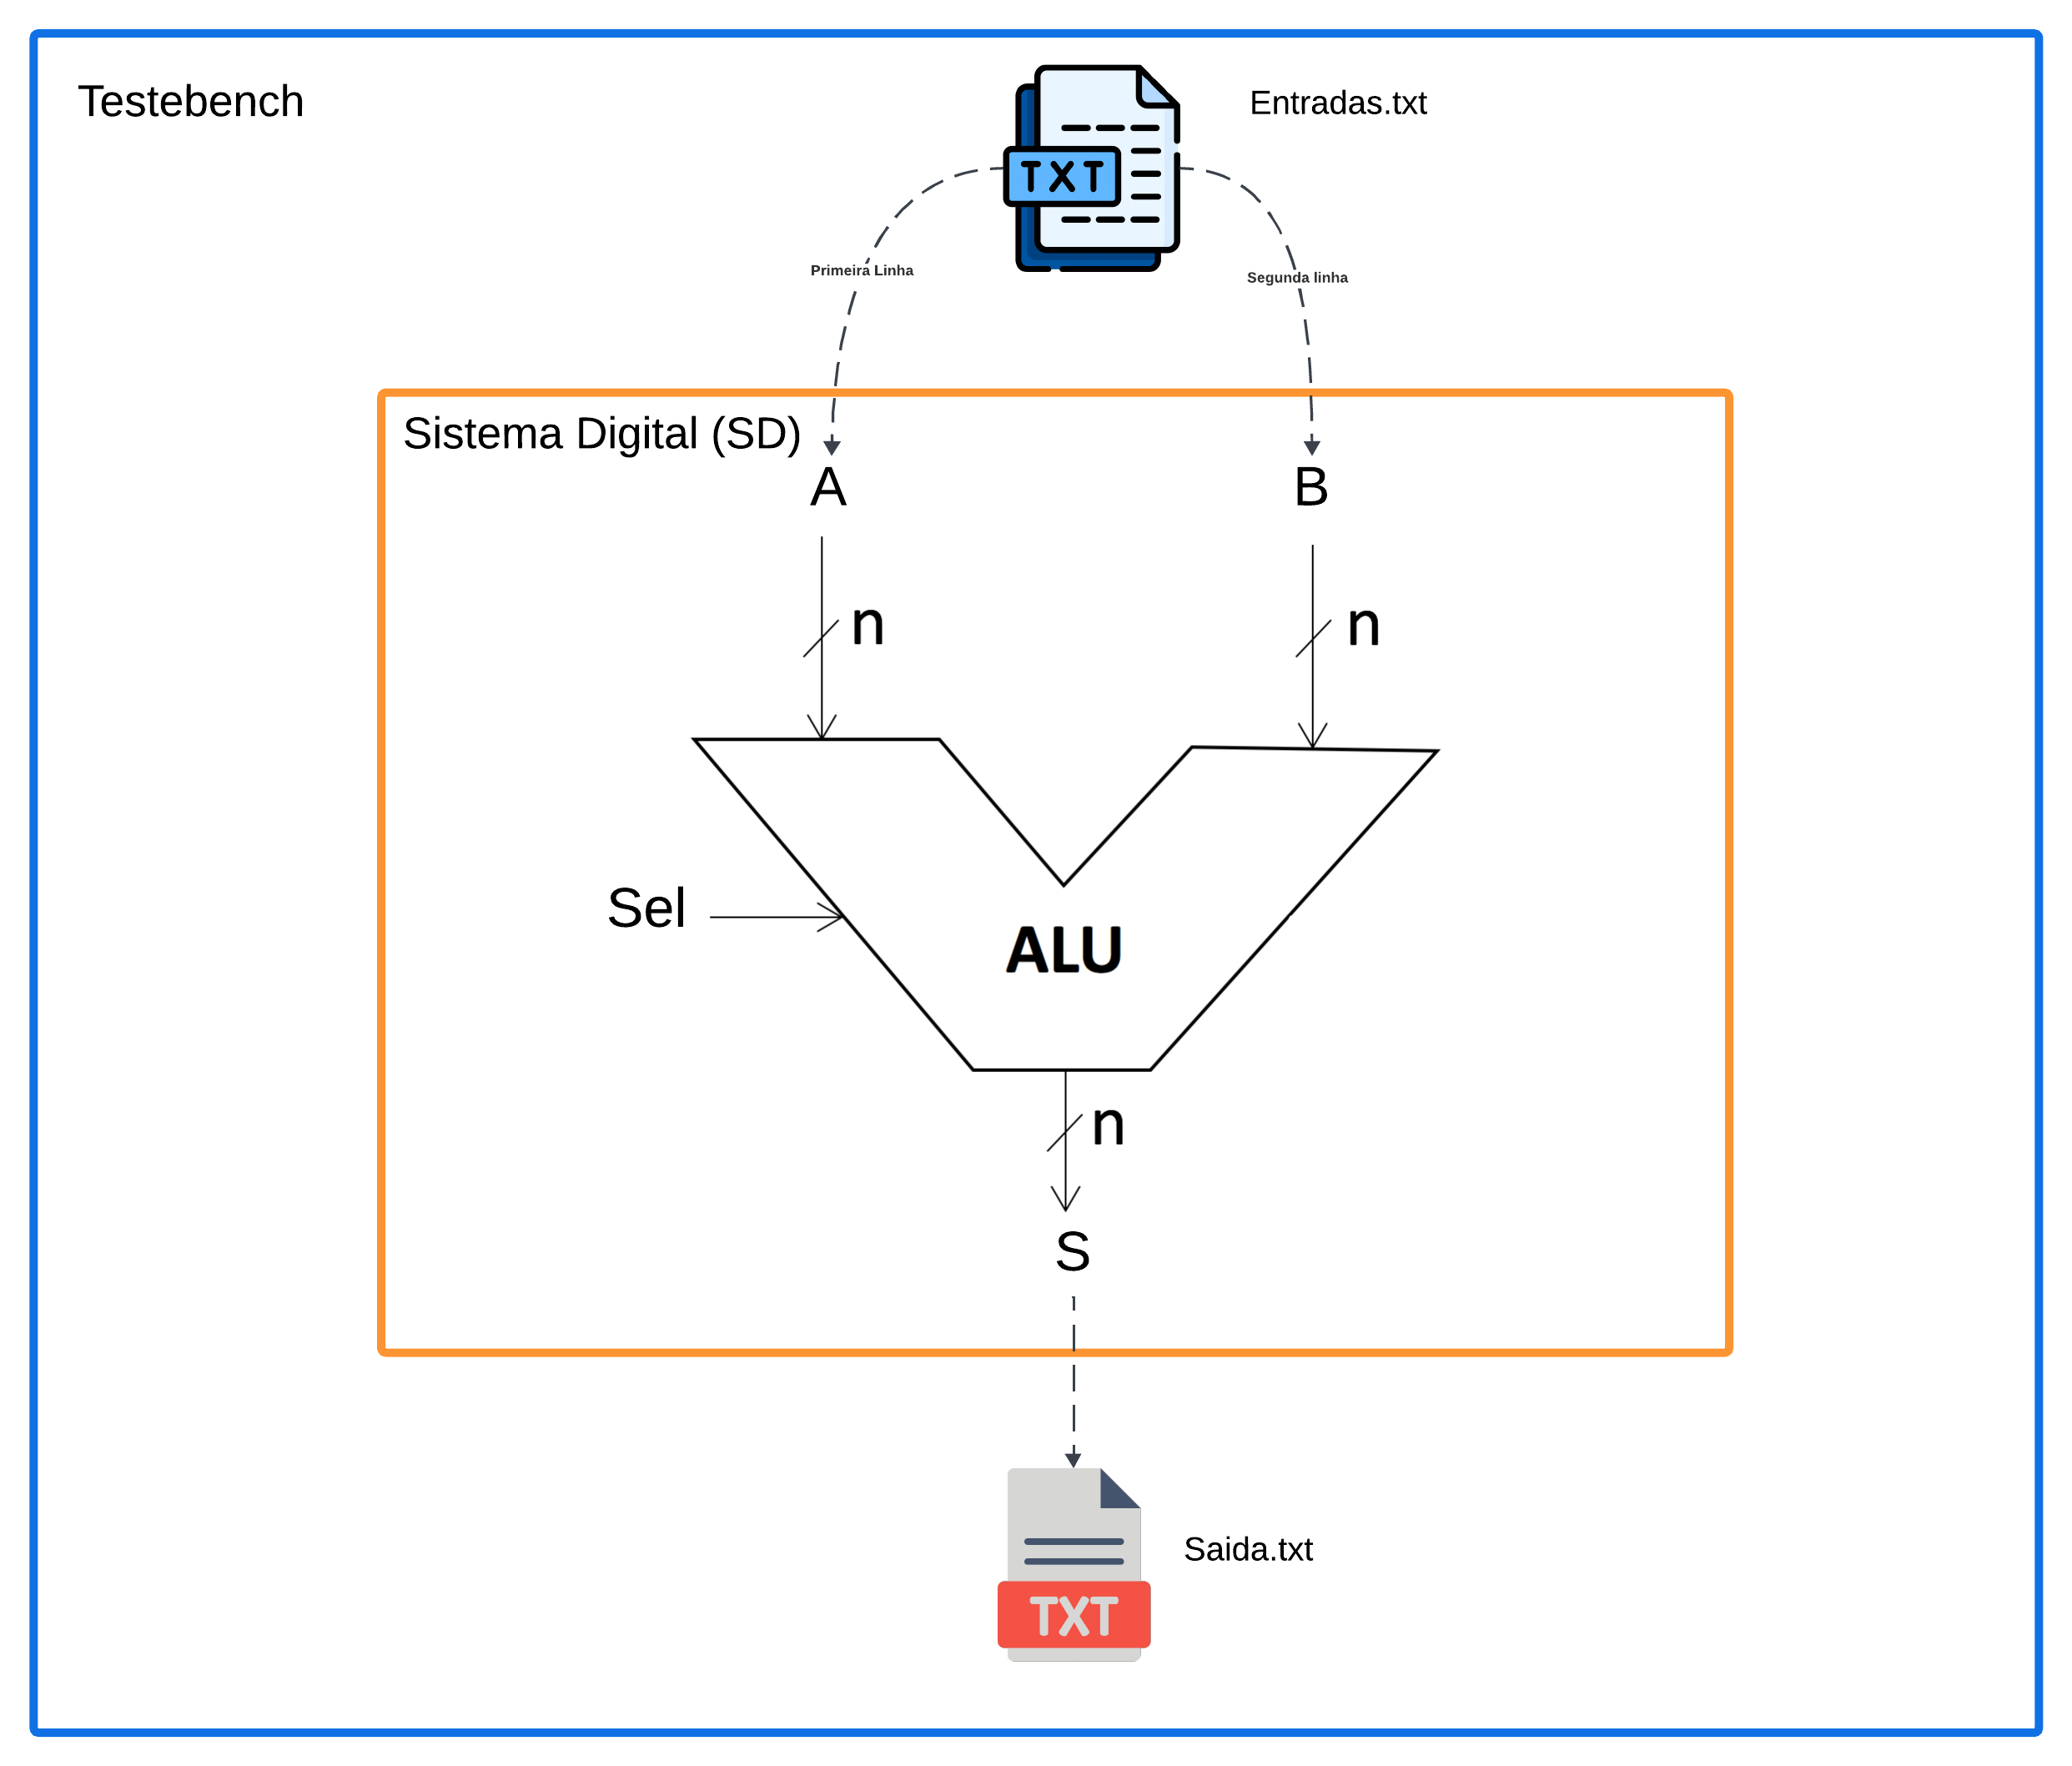 Testebench
Entradas.txt
TXT
Primeira Linha
Segunda linha
Sistema Digital (SD)
A
B
n
n
Sel
ALU
n
S
Saida.txt
TXT